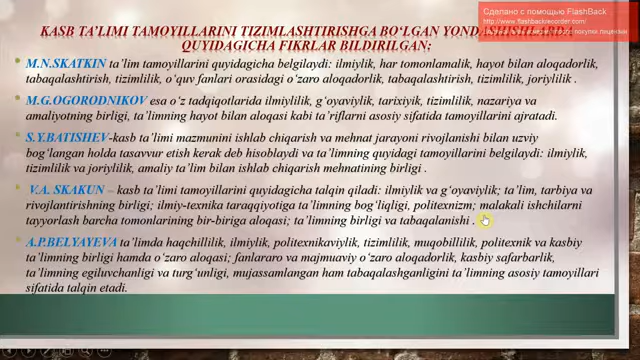 Сделано с помощью FlashBack
http://www.flashbackrecorder.com/
KASB TA'LIMI TAMOYILLARINI TIZIMLASHTIRISHGA BO‘LGAN
QUYIDAGICHA FIKRLAR BILDIRILGAN:
• M.N.SKATKIN ta’lim tamoyillarini quyidagicha belgilaydi: ilmiylik, har tomonlamalik, hayot bilan aloqadorlik,
tabaqalashtirish, tizimlilik, o‘quv fanlari orasidagi o‘zaro aloqadorlik, tabaqalashtirish, tizimlilik, joriylilik .
• M.G.OGORODNIKOV esa o‘z tadqiqotlarida ilmiylilik, g‘oyaviylik, tarixiyik, tizimlilik, nazariya va
amaliyotning birligi, ta’limning hayot bilan aloqasi kabi ta’riflarni asosiy sifatida tamoyillarini ajratadi.
• S.Y.BATISHEV-kasb ta’limi mazmunini ishlab chiqarish va mehnat jarayoni rivojlanishi bilan uzviy
bog‘langan holda tasavvur etish kerak deb hisoblaydi va ta’limning quyidagi tamoyillarini belgilaydi: ilmiylik,
tizimlilik va joriylilik, amaliy ta’lim bilan ishlab chiqarish mehnatining birligi .
• V.A. SKAKUN – kasb ta’limi tamoyillarini quyidagicha talqin qiladi: ilmiylik va g‘oyaviylik; ta’lim, tarbiya va
rivojlantirishning birligi; ilmiy-texnika taraqqiyotiga ta’limning bog‘liqligi, politexnizm; malakali ishchilarni
tayyorlash barcha tomonlarining bir-biriga aloqasi; ta’limning birligi va tabaqalanishi .
• A.P.BELYAYEVA ta’limda haqchillilik, ilmiylik, politexnikaviylik, tizimlilik, muqobillilik, politexnik va kasbiy
ta’limning birligi hamda o‘zaro aloqasi; fanlararo va majmuaviy o‘zaro aloqadorlik, kasbiy safarbarlik,
ta’limning egiluvchanligi va turg‘unligi, mujassamlangan ham tabaqalashganligini ta’limning asosiy tamoyillari
sifatida talqin etadi.